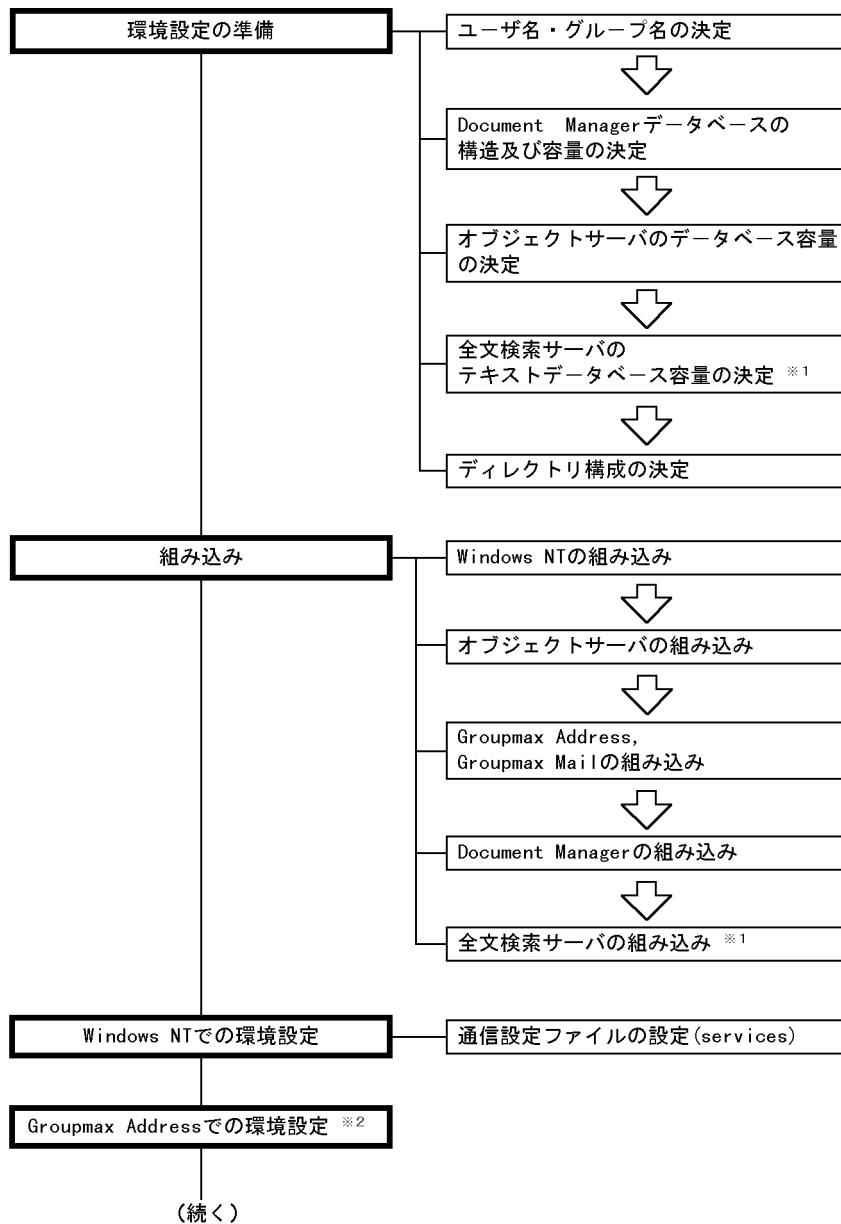 環境設定の準備
ユーザ名・グループ名の決定
Document Managerデータベースの
構造及び容量の決定
オブジェクトサーバのデータベース容量
の決定
全文検索サーバの
テキストデータベース容量の決定 ※1
ディレクトリ構成の決定
組み込み
Windows NTの組み込み
オブジェクトサーバの組み込み
Groupmax Address,
Groupmax Mailの組み込み
Document Managerの組み込み
全文検索サーバの組み込み ※1
Windows NTでの環境設定
通信設定ファイルの設定(services)
Groupmax Addressでの環境設定 ※2
(続く)